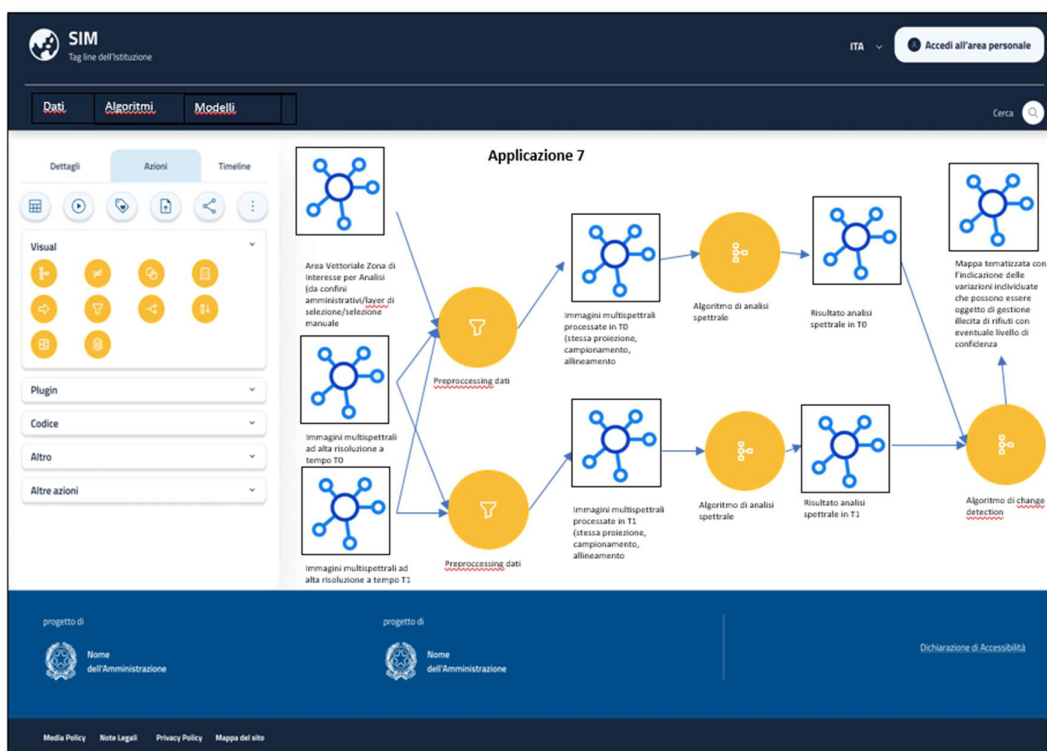 SIM
Tag line dell'Istituzione
ITA
Accedi all'area personale
Dati
Algoritmi
Modelli
Cerca
Dettagli
Azioni
Timeline
Visual
Plugin
Codice
Altro
Altre azioni
Applicazione 7
Area Vettoriale Zona di
Interesse per Analisi
(da confini
amministrativi/layer di
selezione/selezione
manuale
Immagini multispettrali
ad alta risoluzione a
tempo T0
Immagini multispettrali ad
alta risoluzione a tempo T1
Preproccessing dati
Preproccessing dati
Immagini multispettrali
processate in T0
(stessa proiezione,
campionamento,
allineamento
Immagini multispettrali
processate in T1
(stessa proiezione,
campionamento,
allineamento
Algoritmo di analisi
spettrale
Algoritmo di analisi
spettrale
Risultato analisi
spettrale in T0
Risultato analisi
spettrale in T1
Mappa tematizzata con
l'indicazione delle
variazioni individuate
che possono essere
oggetto di gestione
illecita di rifiuti con
eventuale livello di
confidenza
Algoritmo di change
detection
progetto di
Nome
dell'Amministrazione
progetto di
Nome
dell'Amministrazione
Dichiarazione di Accessibilità
Media Policy
Note Legali
Privacy Policy
Mappa del sito